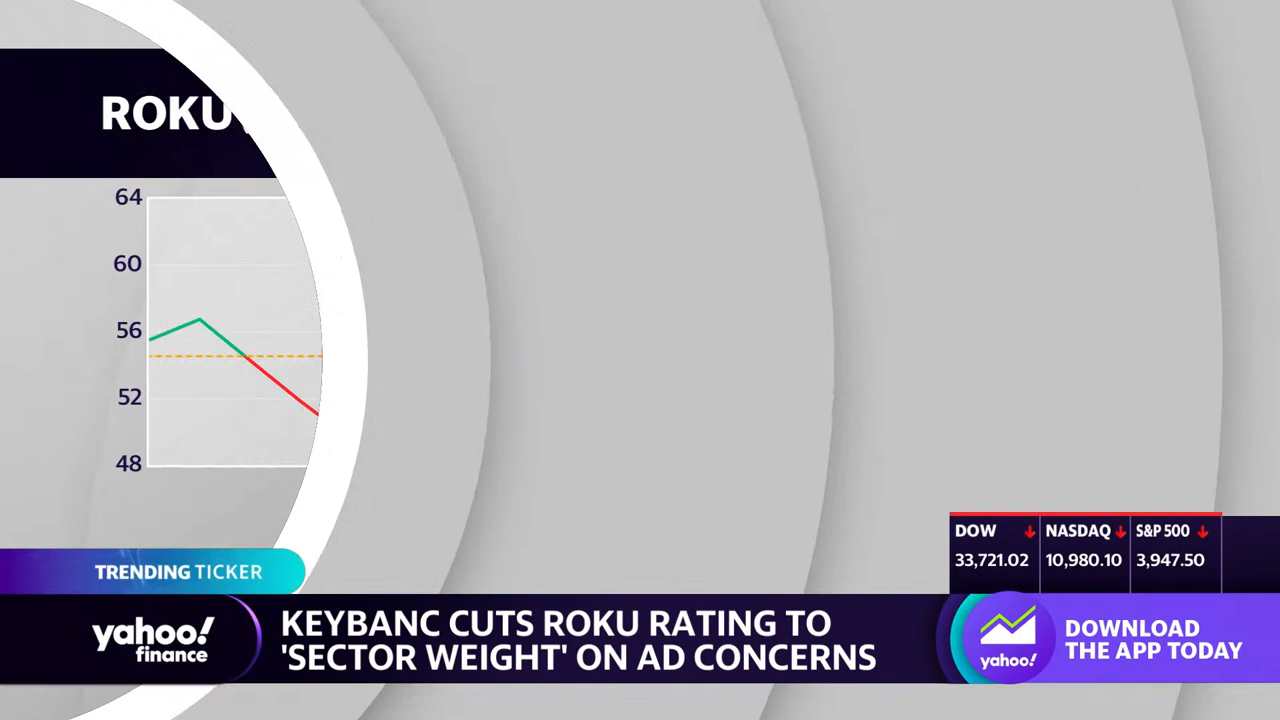 ROKU
64
60
56
52
48
TRENDING TICKER
yahoo!
finance
KEYBANC CUTS ROKU RATING TO
'SECTOR WEIGHT' ON AD CONCERNS
DOW NASDAQ S&P 500
33,721.02 10,980.10 3,947.50
yahoo!
DOWNLOAD
THE APP TODAY